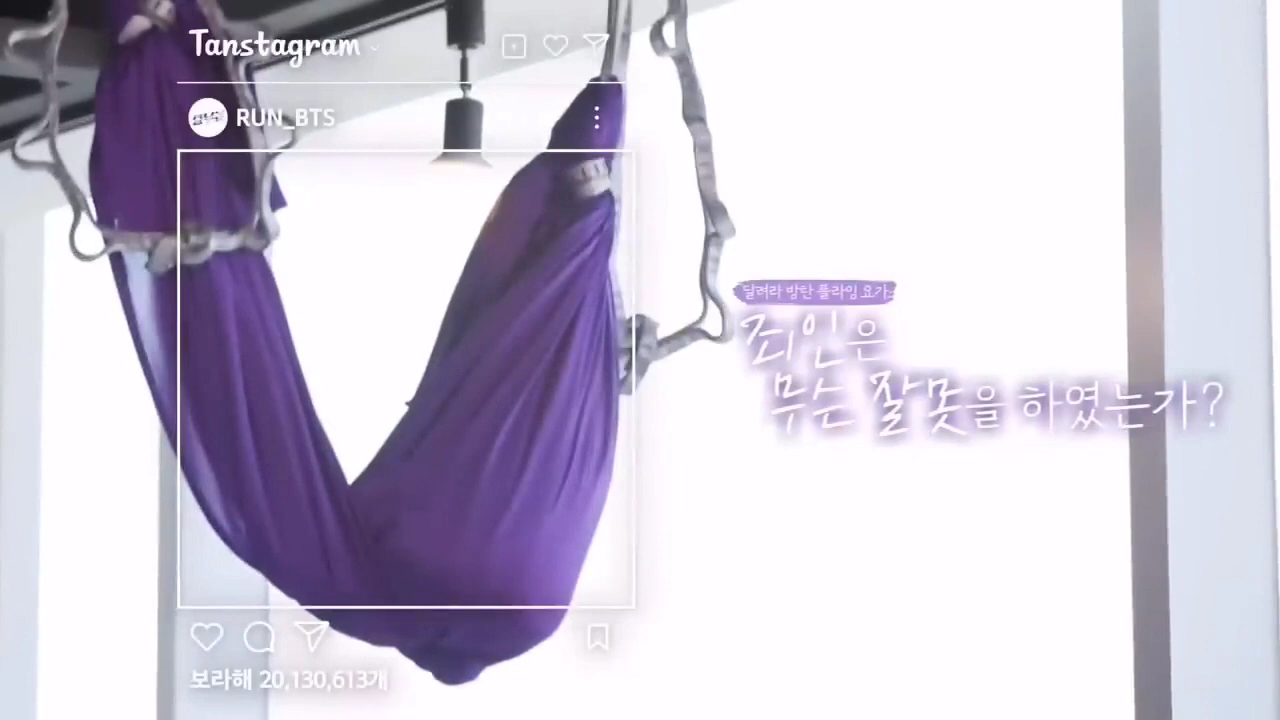 Tanstagram
RUN_BTS
달려라 방탄 플라잉 요가
죄인은
무슨 잘못을 하였는가?
보라해 20,130,613개